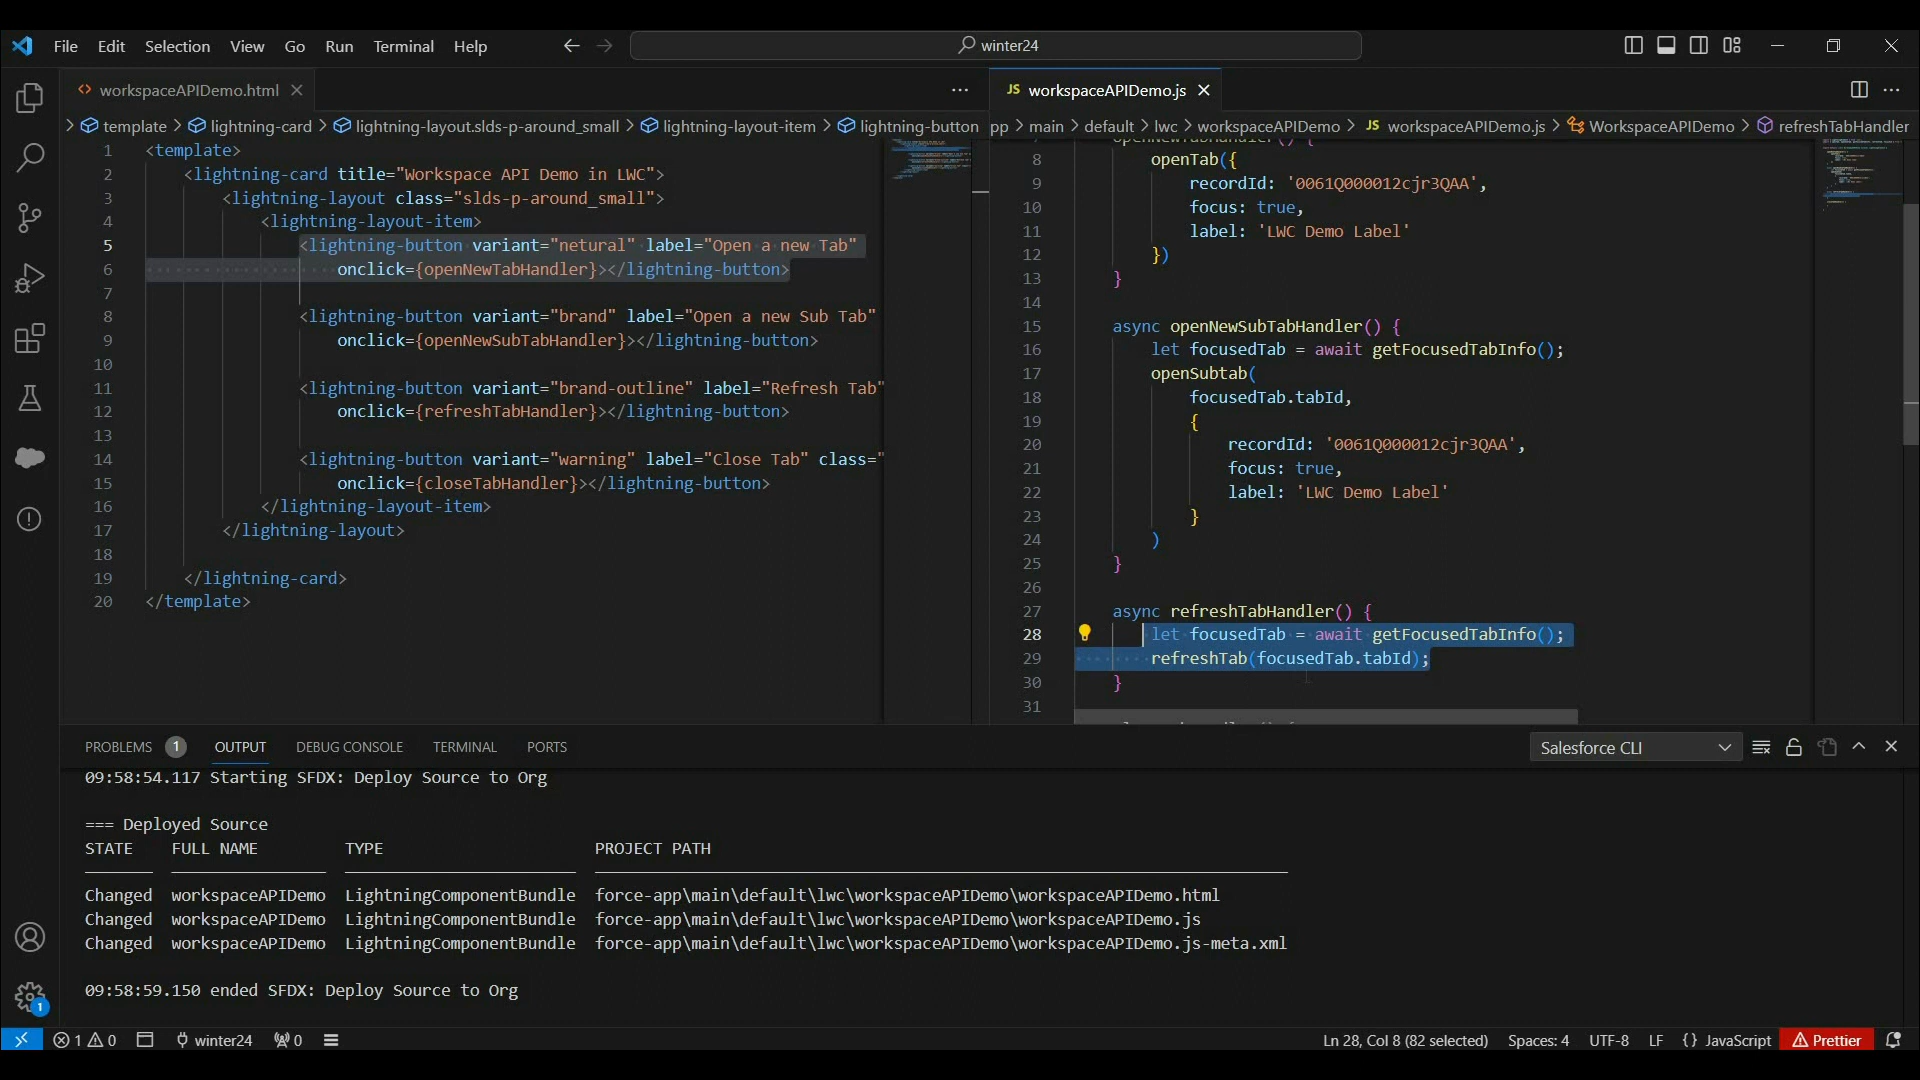 File Edit Selection View Go Run Terminal Help
winter24
workspaceAPIDemo.html
template lightning-card lightning-layout.slds-p-around_small lightning-layout-item lightning-button
1 <template>
2 <lightning-card title="Workspace API Demo in LWC">
3 <lightning-layout class="slds-p-around_small">
4 <lightning-layout-item>
5 <lightning-button variant="netural" label="Open a new Tab"
6 onclick={openNewTabHandler}></lightning-button>
7
8 <lightning-button variant="brand" label="Open a new Sub Tab"
9 onclick={openNewSubTabHandler}></lightning-button>
10
11 <lightning-button variant="brand-outline" label="Refresh Tab"
12 onclick={refreshTabHandler}></lightning-button>
13
14 <lightning-button variant="warning" label="Close Tab" class="
15 onclick={closeTabHandler}></lightning-button>
16 </lightning-layout-item>
17 </lightning-layout>
18
19 </lightning-card>
20 </template>
JS workspaceAPIDemo.js
pp > main > default > lwc > workspaceAPIDemo > JS workspaceAPIDemo.js > WorkspaceAPIDemo > refreshTabHandler
8 openTab({
9 recordId: '0061Q000012cjr3QAA',
10 focus: true,
11 label: 'LWC Demo Label'
12 })
13 }
14
15 async openNewSubTabHandler() {
16 let focusedTab = await getFocusedTabInfo();
17 openSubtab(
18 focusedTab.tabId,
19 {
20 recordId: '0061Q000012cjr3QAA',
21 focus: true,
22 label: 'LWC Demo Label'
23 }
24 )
25 }
26
27 async refreshTabHandler() {
28 let focusedTab = await getFocusedTabInfo();
29 refreshTab(focusedTab.tabId);
30 }
31
PROBLEMS 1 OUTPUT DEBUG CONSOLE TERMINAL PORTS
Salesforce CLI
09:58:54.117 Starting SFDX: Deploy Source to Org
=== Deployed Source
STATE FULL NAME TYPE PROJECT PATH
Changed workspaceAPIDemo LightningComponentBundle force-app\main\default\lwc\workspaceAPIDemo\workspaceAPIDemo.html
Changed workspaceAPIDemo LightningComponentBundle force-app\main\default\lwc\workspaceAPIDemo\workspaceAPIDemo.js
Changed workspaceAPIDemo LightningComponentBundle force-app\main\default\lwc\workspaceAPIDemo\workspaceAPIDemo.js-meta.xml
09:58:59.150 ended SFDX: Deploy Source to Org
1
1 0 winter24 0
Ln 28, Col 8 (82 selected) Spaces: 4 UTF-8 LF {} JavaScript Prettier